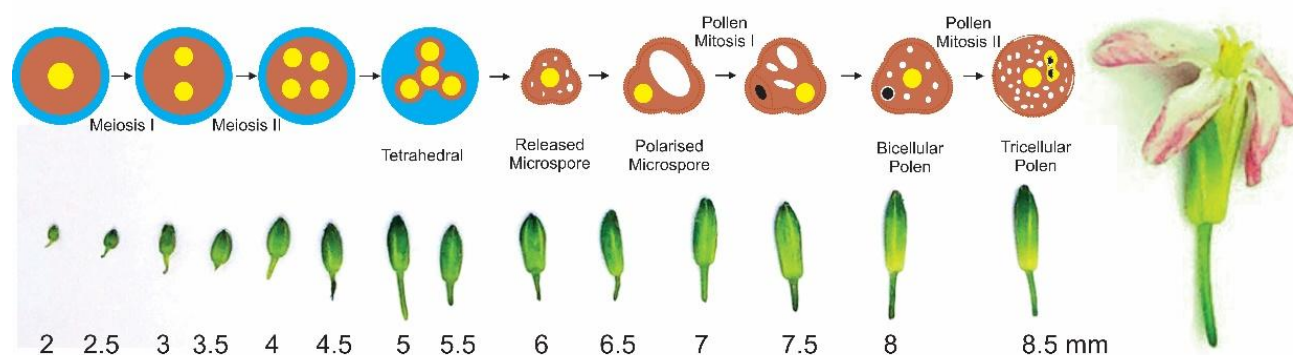 Pollen
Mitosis I
Pollen
Mitosis II
Meiosis I
Meiosis II
Tetrahedral
Released
Microspore
Polarised
Microspore
Bicellular
Polen
Tricellular
Polen
2 2.5 3 3.5 4 4.5 5 5.5 6 6.5 7 7.5 8 8.5 mm